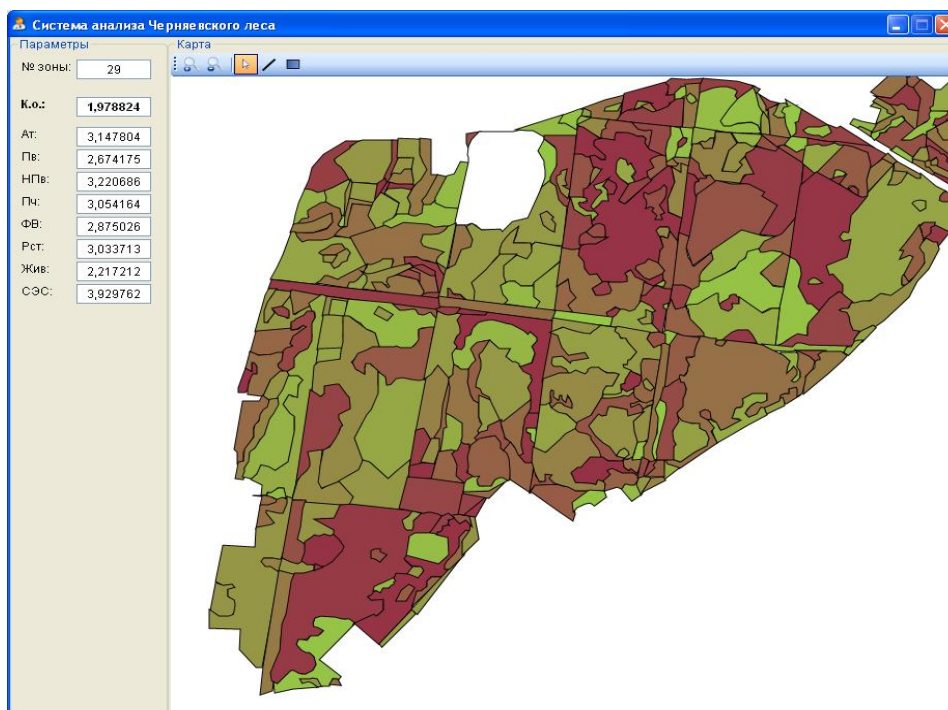 Система анализа Черняевского леса
Параметры
Карта
№ зоны: 29
К.о.: 1,978824
Ат: 3,147804
Пв: 2,674175
НПв: 3,220686
Пч: 3,054164
ФВ: 2,875026
Рст: 3,033713
Жив: 2,217212
СЭС: 3,929762